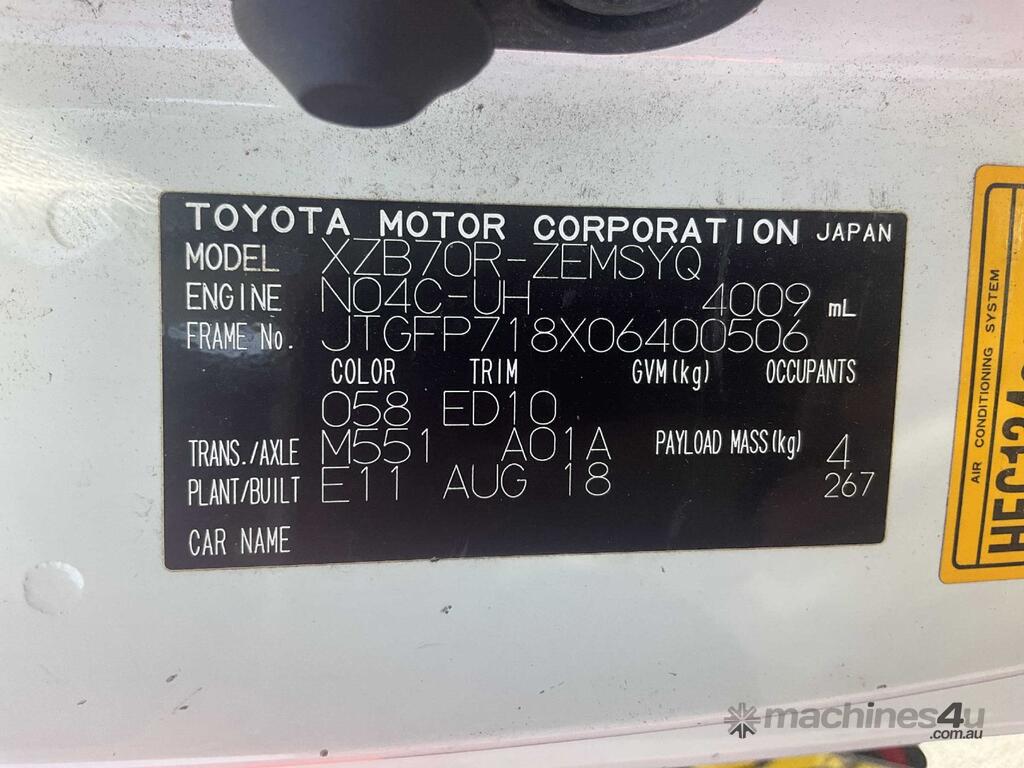 TOYOTA MOTOR CORPORATION JAPAN
MODEL XZB70R-ZEMSYQ
ENGINE N04C-UH 4009 mL
FRAME No. JTGFP718X06400506
COLOR TRIM GVM(kg) OCCUPANTS
058 ED10
TRANS./AXLE M551 A01A PAYLOAD MASS(kg) 4
PLANT/BUILT E11 AUG 18 267
CAR NAME
AIR CONDITIONING SYSTEM
machines4u
.com.au